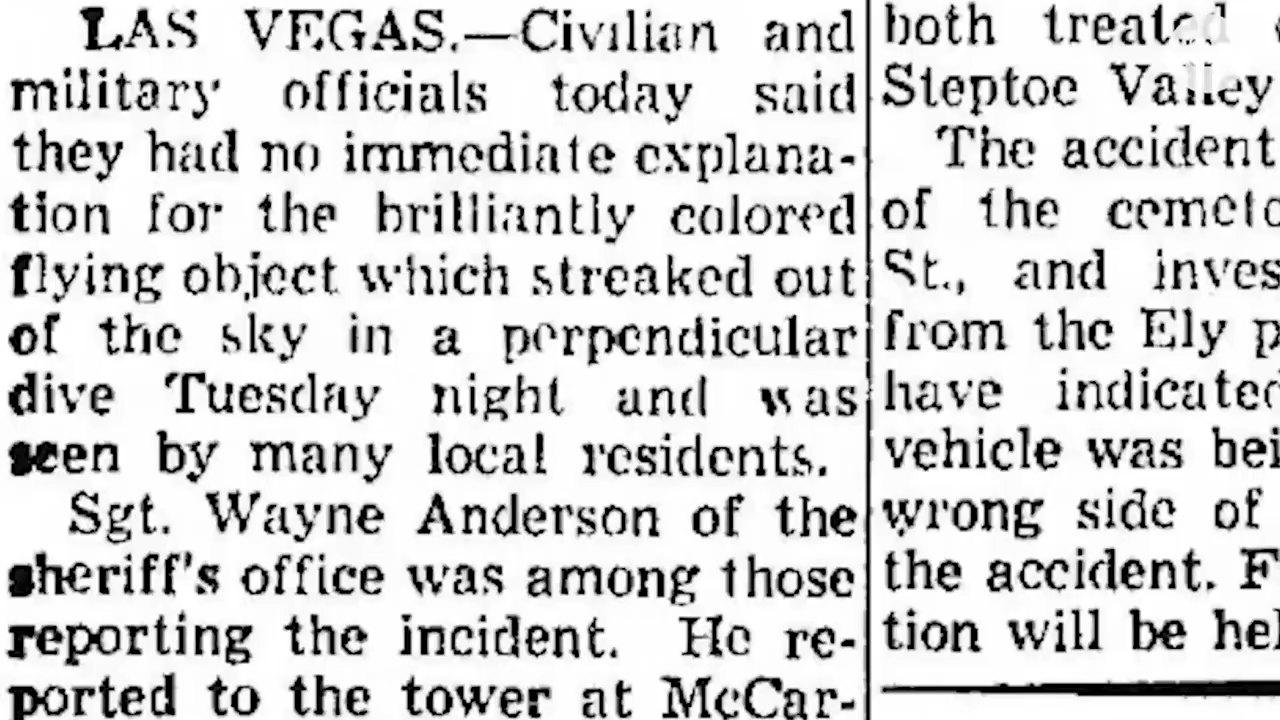 LAS VEGAS.—Civilian and
military officials today said
they had no immediate explana-
tion for the brilliantly colored
flying object which streaked out
of the sky in a perpendicular
dive Tuesday night and was
seen by many local residents.
Sgt. Wayne Anderson of the
sheriff's office was among those
reporting the incident. He re-
ported to the tower at McCar-
both treated
Steptoe Valley
The accident
of the
St., and inves
from the Ely p
have indicated
vehicle was bei
wrong side of
the accident. F
tion will be hel